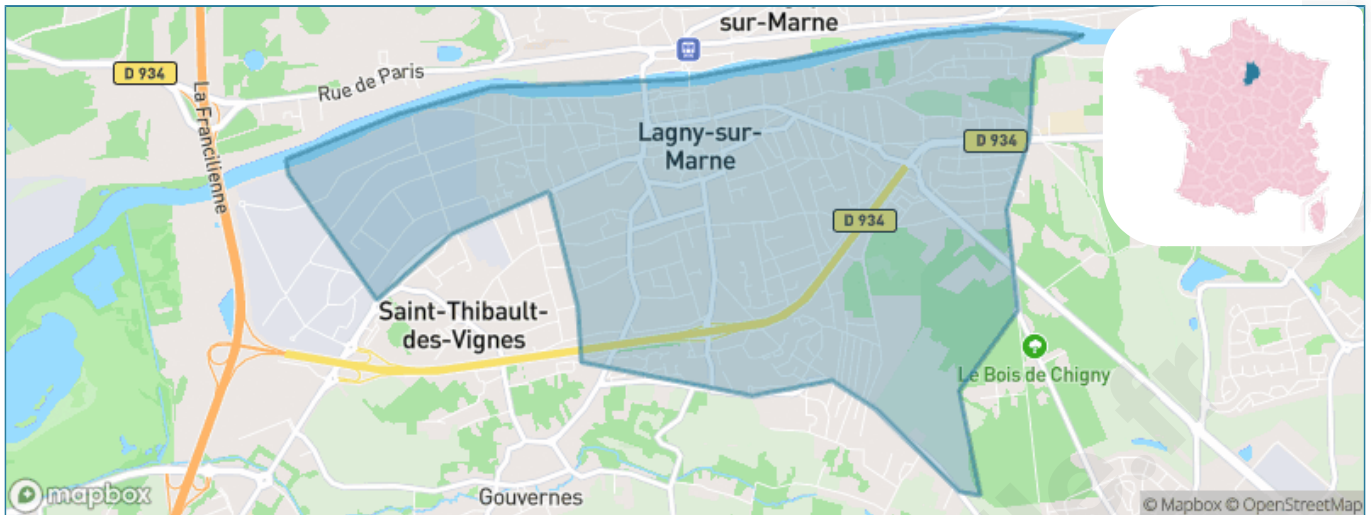 sur-Marne
D 934
Rue de Paris
La Francilienne
Lagny-sur-
Marne
D 934
D 934
Saint-Thibault-
des-Vignes
Le Bois de Chigny
Gouvernes
mapbox
© Mapbox © OpenStreetMap